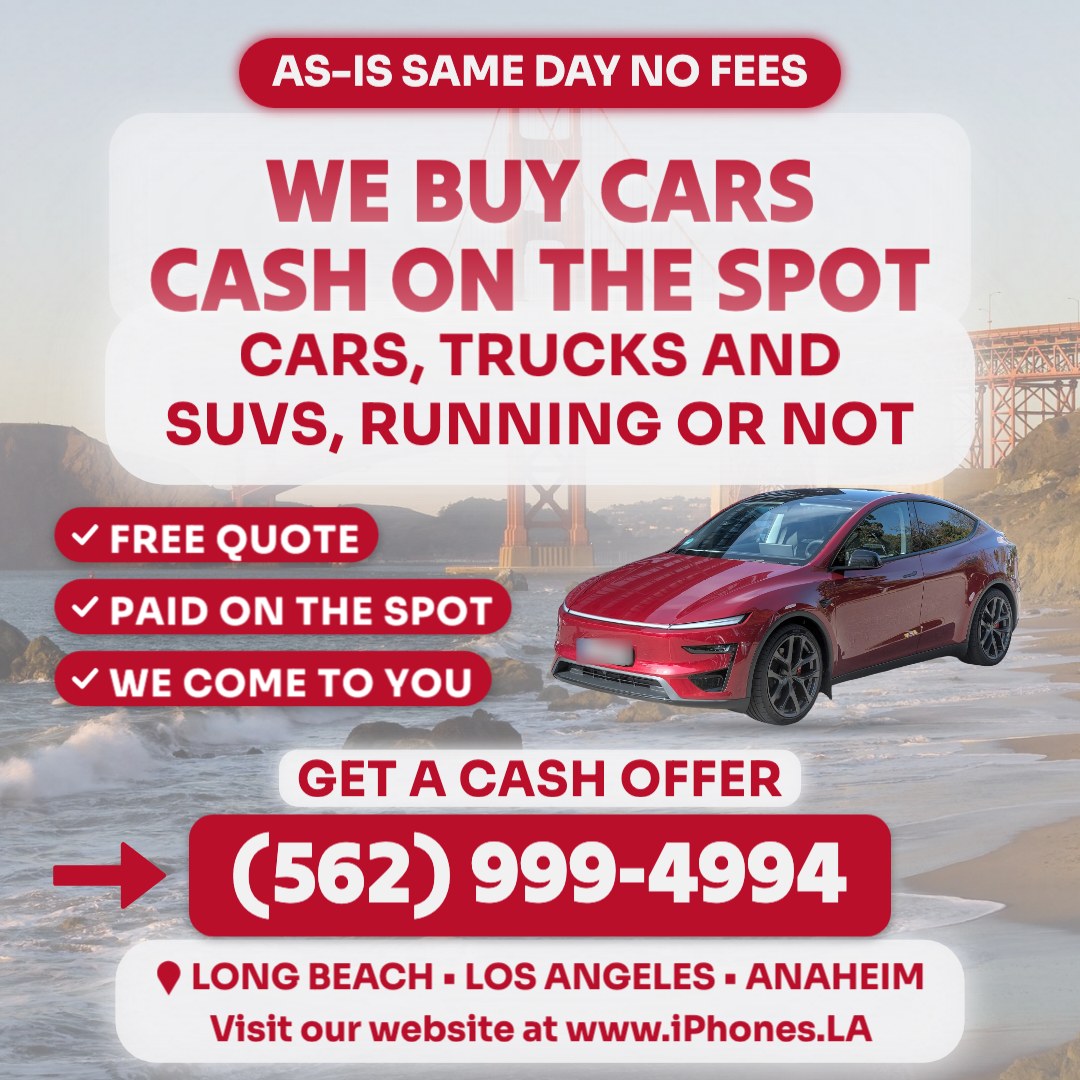 AS-IS SAME DAY NO FEES
WE BUY CARS
CASH ON THE SPOT
CARS, TRUCKS AND
SUVS, RUNNING OR NOT
✓ FREE QUOTE
✓ PAID ON THE SPOT
✓ WE COME TO YOU
GET A CASH OFFER
(562) 999-4994
LONG BEACH ▪ LOS ANGELES ▪ ANAHEIM
Visit our website at www.iPhones.LA